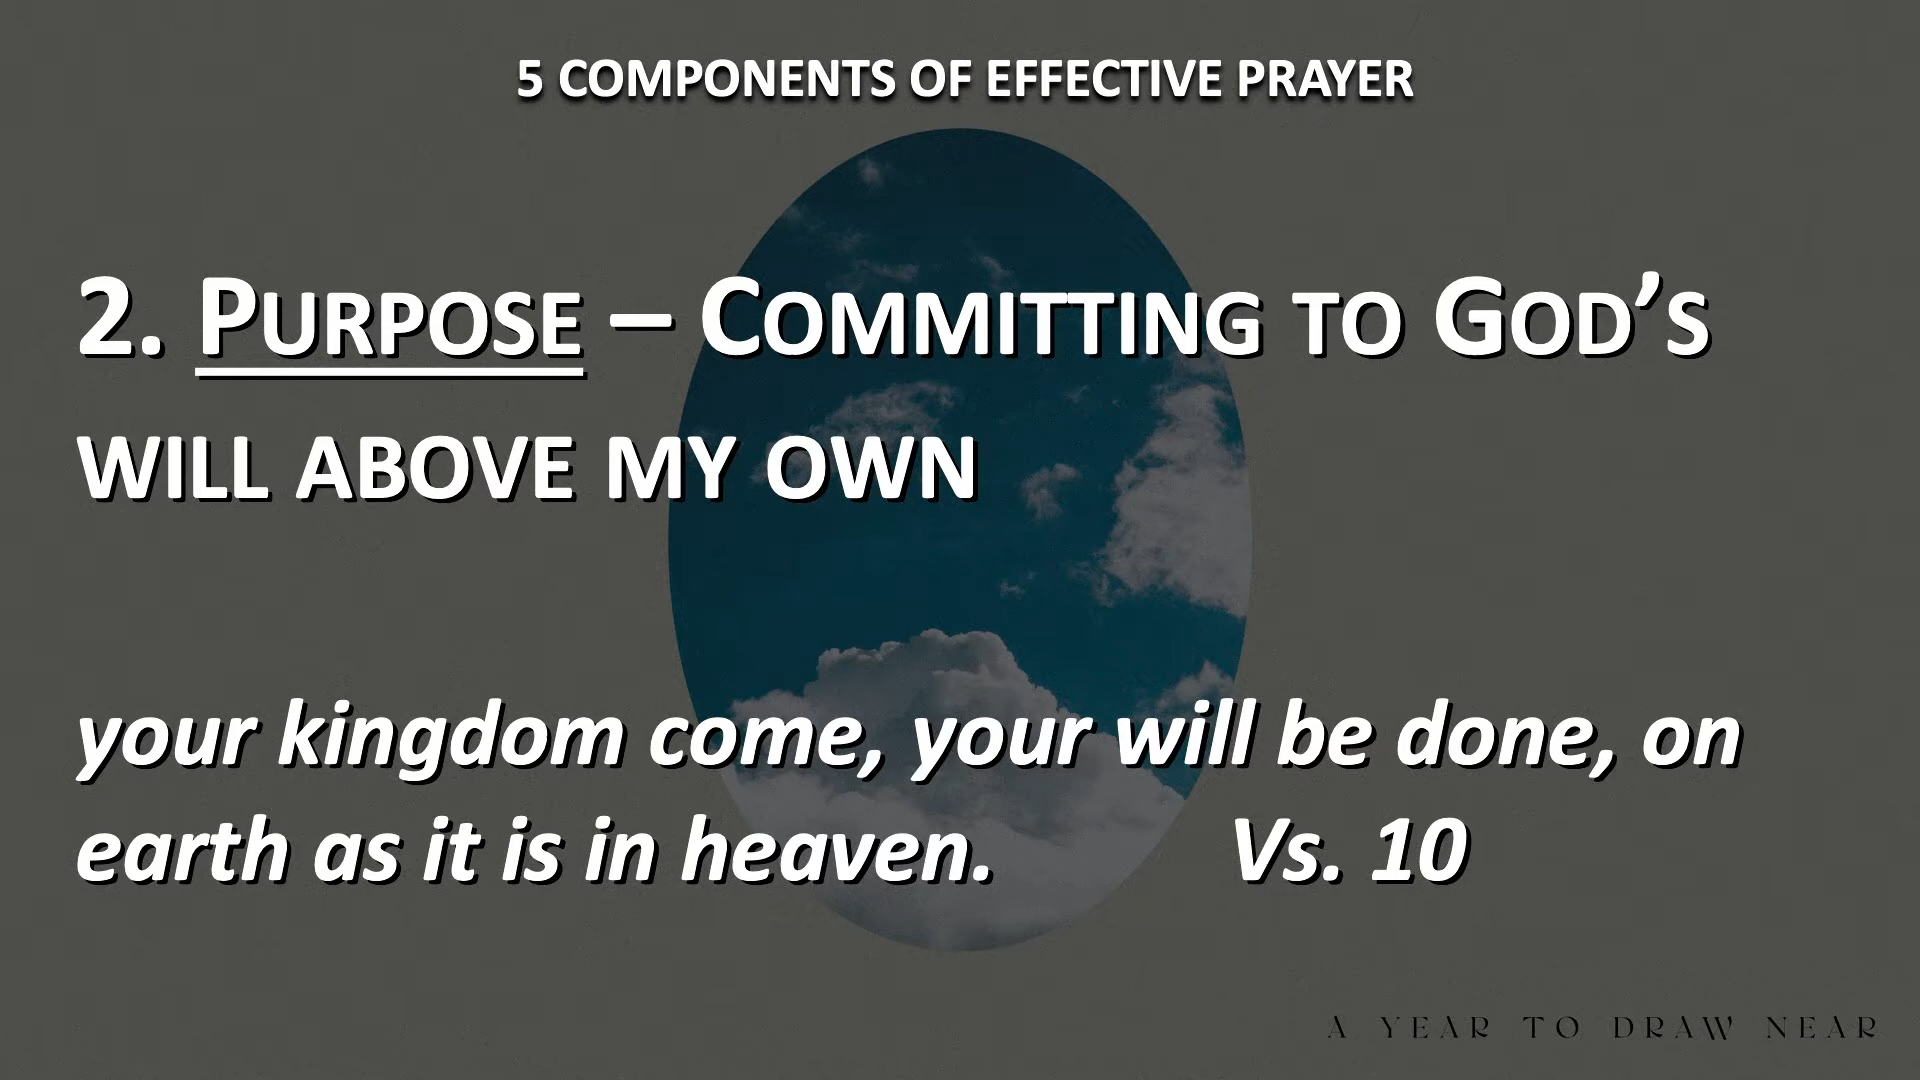 5 COMPONENTS OF EFFECTIVE PRAYER
2. PURPOSE – COMMITTING TO GOD’S
WILL ABOVE MY OWN
your kingdom come, your will be done, on
earth as it is in heaven. Vs. 10
A YEAR TO DRAW NEAR